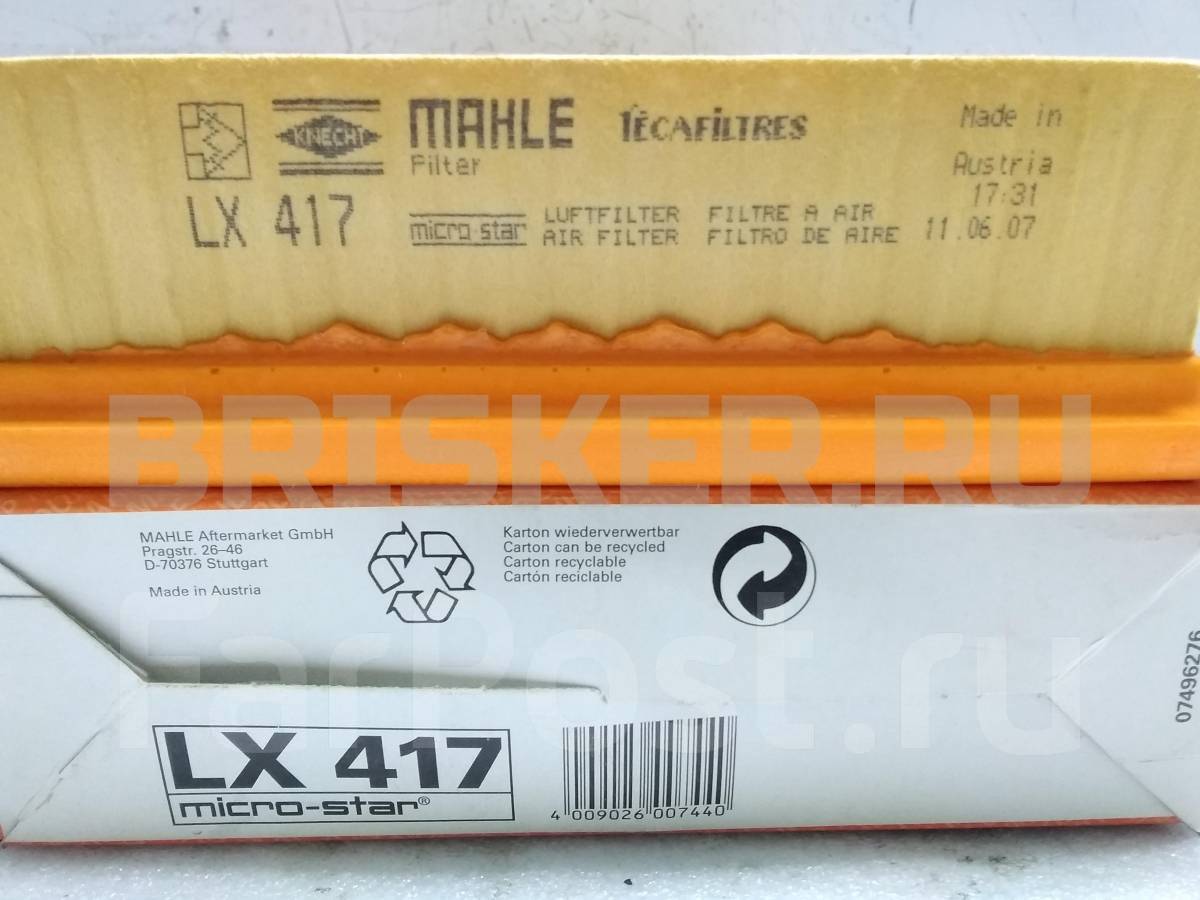 KNECHT
MAHLE
Filter
TECAFILTRES
Made in
Austria
17:31
11.06.07
LX 417
micro-star
LUFTFILTER FILTRE A AIR
AIR FILTER FILTRO DE AIRE
BRISKER.RU
MAHLE Aftermarket GmbH
Pragstr. 26–46
D-70376 Stuttgart
Made in Austria
Karton wiederverwertbar
Carton can be recycled
Carton recyclable
Cartón reciclable
FarPost.ru
07496276
LX 417
micro-star®
4 009026 007440